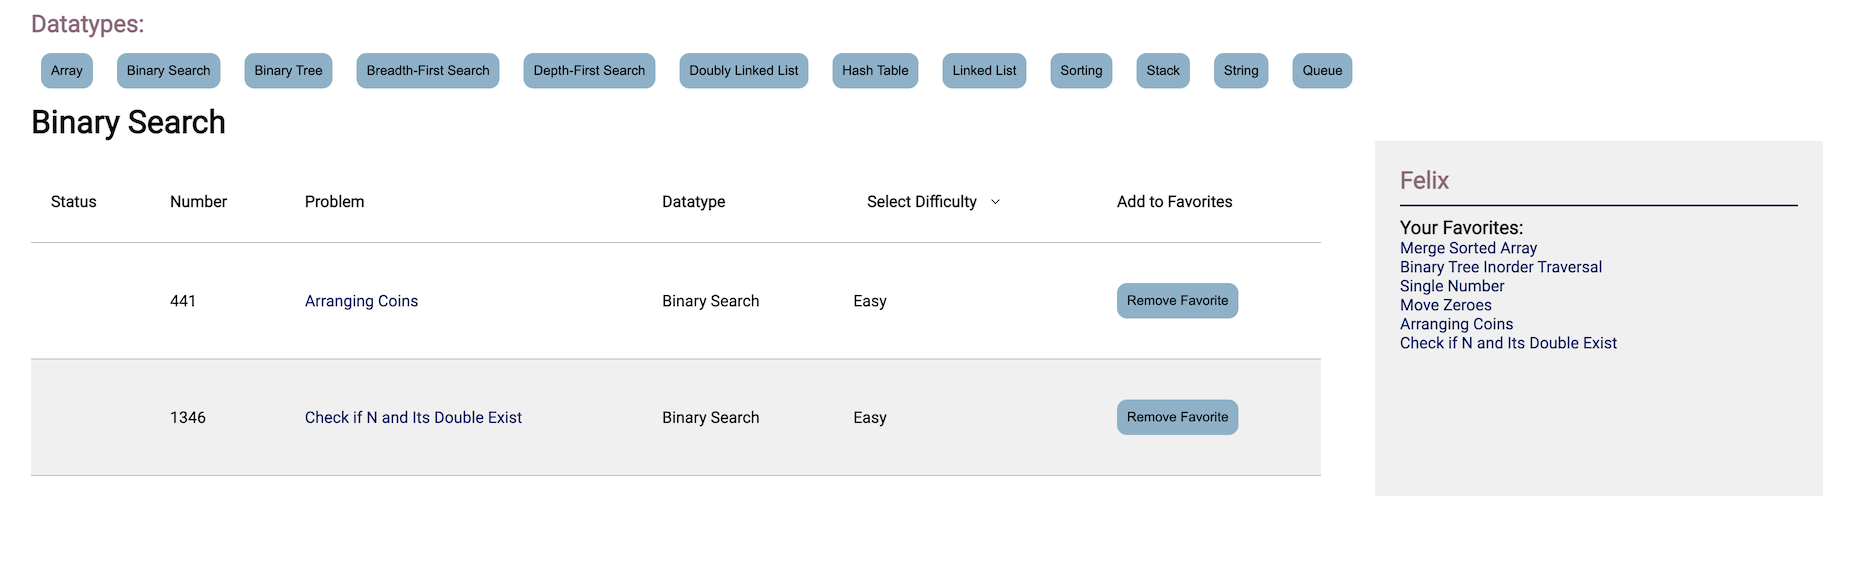 Datatypes:
Array Binary Search Binary Tree Breadth-First Search Depth-First Search Doubly Linked List Hash Table Linked List Sorting Stack String Queue
Binary Search
Status Number Problem Datatype Select Difficulty Add to Favorites
441 Arranging Coins Binary Search Easy Remove Favorite
1346 Check if N and Its Double Exist Binary Search Easy Remove Favorite
Felix
Your Favorites:
Merge Sorted Array
Binary Tree Inorder Traversal
Single Number
Move Zeroes
Arranging Coins
Check if N and Its Double Exist